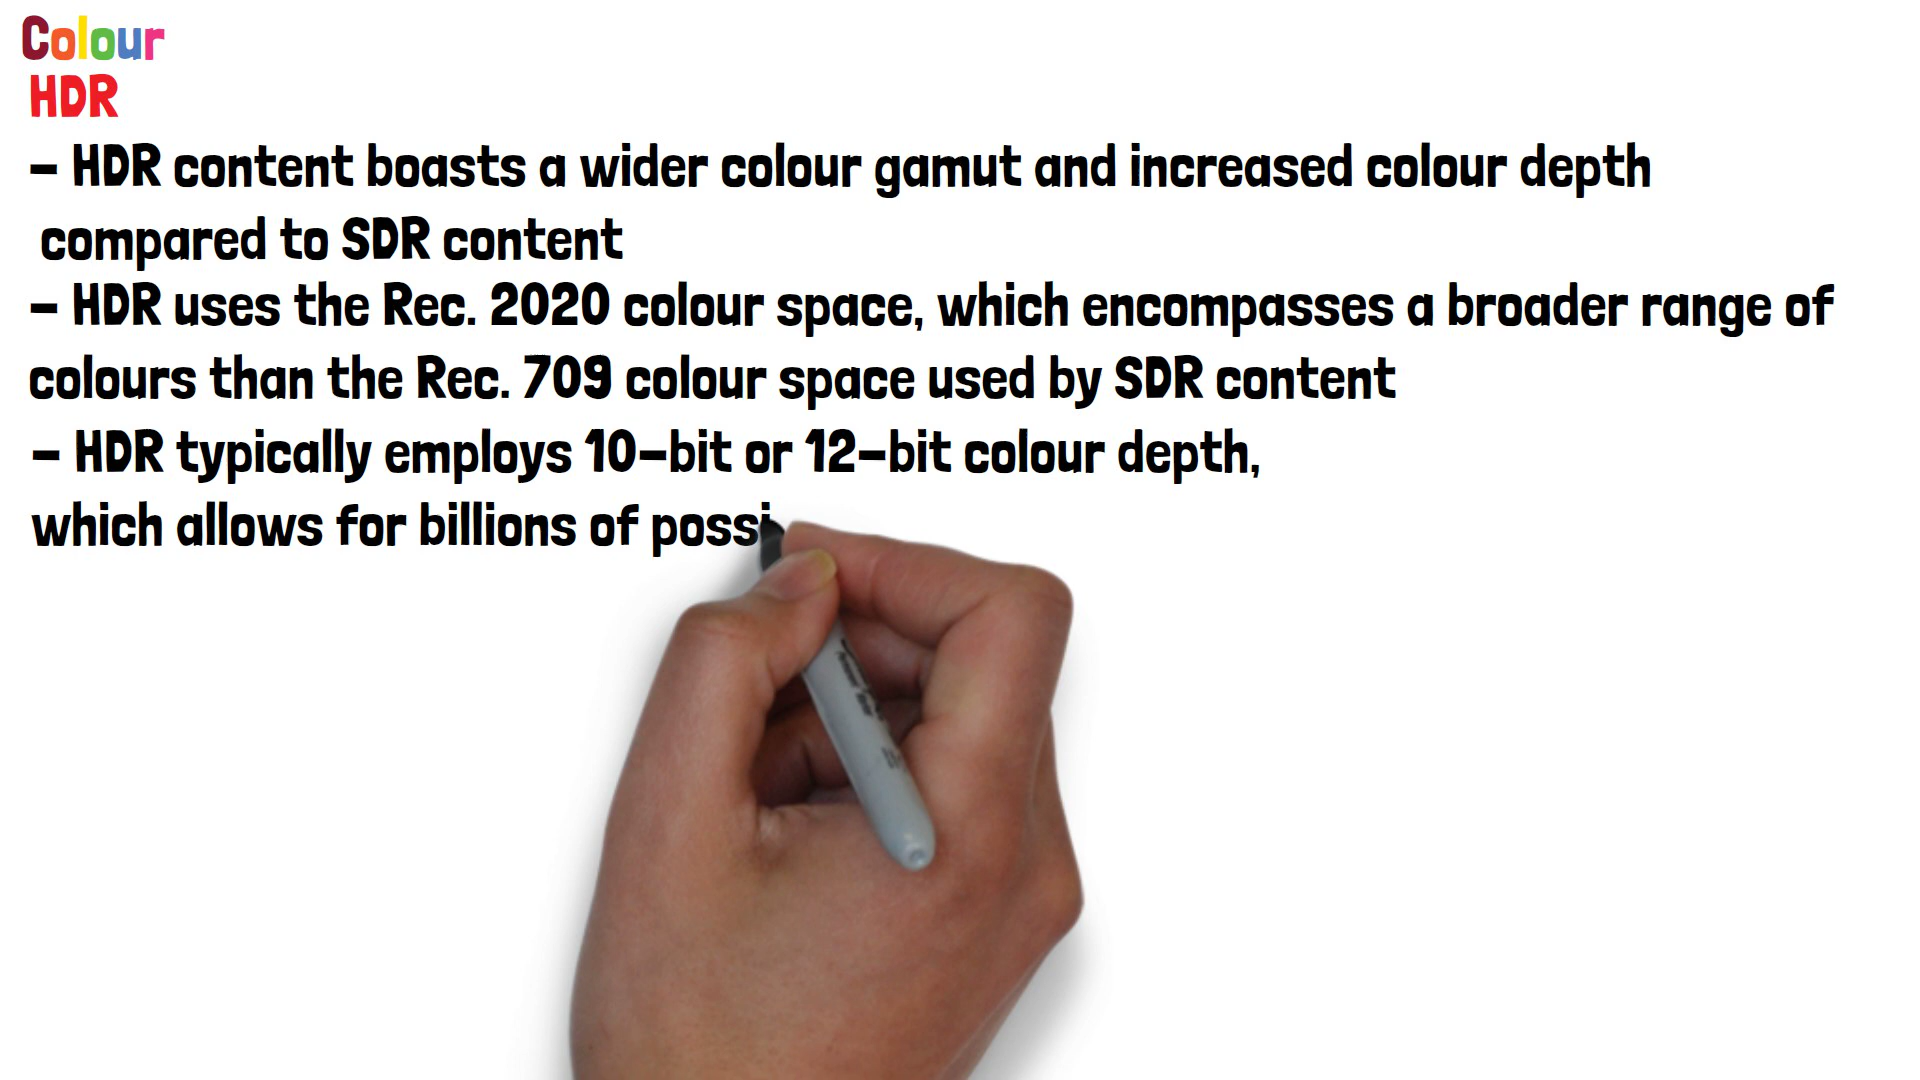 Colour
HDR
- HDR content boasts a wider colour gamut and increased colour depth
compared to SDR content
- HDR uses the Rec. 2020 colour space, which encompasses a broader range of
colours than the Rec. 709 colour space used by SDR content
- HDR typically employs 10-bit or 12-bit colour depth,
which allows for billions of possi